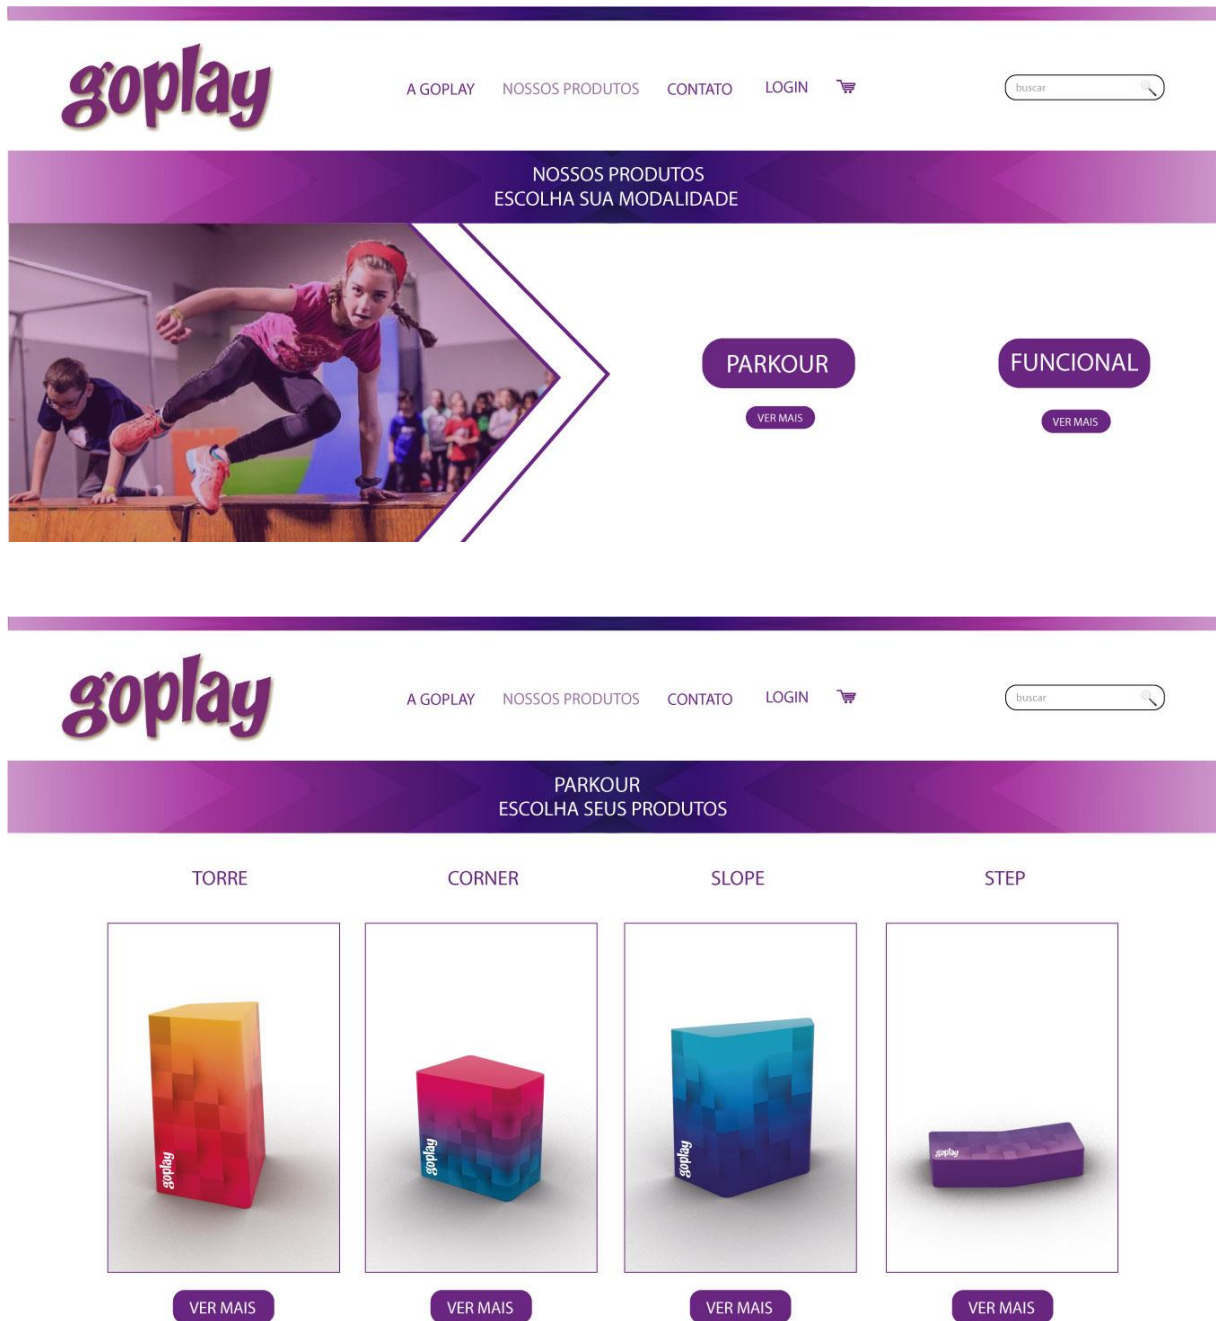 goplay
A GOPLAY NOSSOS PRODUTOS CONTATO LOGIN
buscar
NOSSOS PRODUTOS
ESCOLHA SUA MODALIDADE
PARKOUR FUNCIONAL
VER MAIS VER MAIS
goplay
A GOPLAY NOSSOS PRODUTOS CONTATO LOGIN
buscar
PARKOUR
ESCOLHA SEUS PRODUTOS
TORRE CORNER SLOPE STEP
goplay goplay goplay goplay
VER MAIS VER MAIS VER MAIS VER MAIS